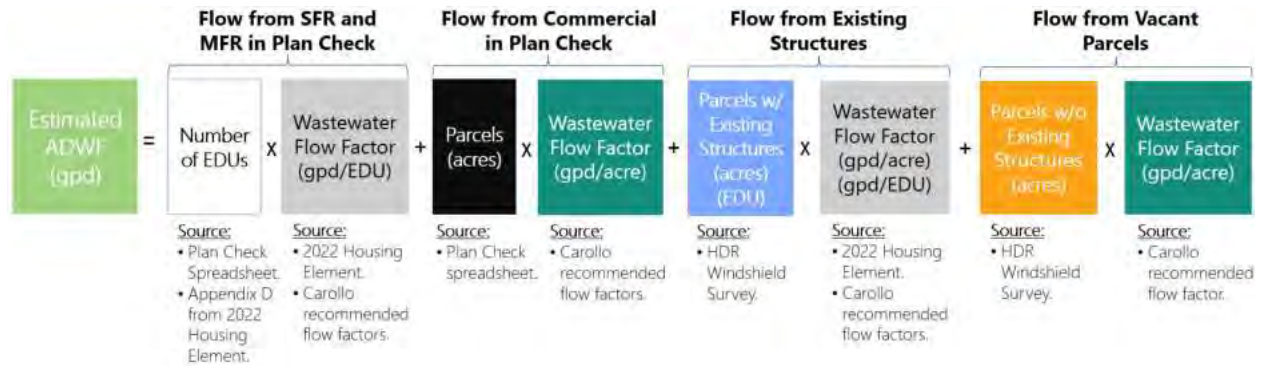 Flow from SFR and
MFR in Plan Check
Flow from Commercial
in Plan Check
Flow from Existing
Structures
Flow from Vacant
Parcels
Estimated
ADWF
(gpd)
=
Number
of EDUs
x
Wastewater
Flow Factor
(gpd/EDU)
+
Parcels
(acres)
x
Wastewater
Flow Factor
(gpd/acre)
+
Parcels w/
Existing
Structures
(acres)
(EDU)
x
Wastewater
Flow Factor
(gpd/acre)
(gpd/EDU)
+
Parcels w/o
Existing
Structures
(acres)
x
Wastewater
Flow Factor
(gpd/acre)
Source:
• Plan Check
Spreadsheet.
• Appendix D
from 2022
Housing
Element.
Source:
• 2022 Housing
Element.
• Carollo
recommended
flow factors.
Source:
• Plan Check
spreadsheet.
Source:
• Carollo
recommended
flow factors.
Source:
• HDR
Windshield
Survey.
Source:
• 2022 Housing
Element.
• Carollo
recommended
flow factors.
Source:
• HDR
Windshield
Survey.
Source:
• Carollo
recommended
flow factor.